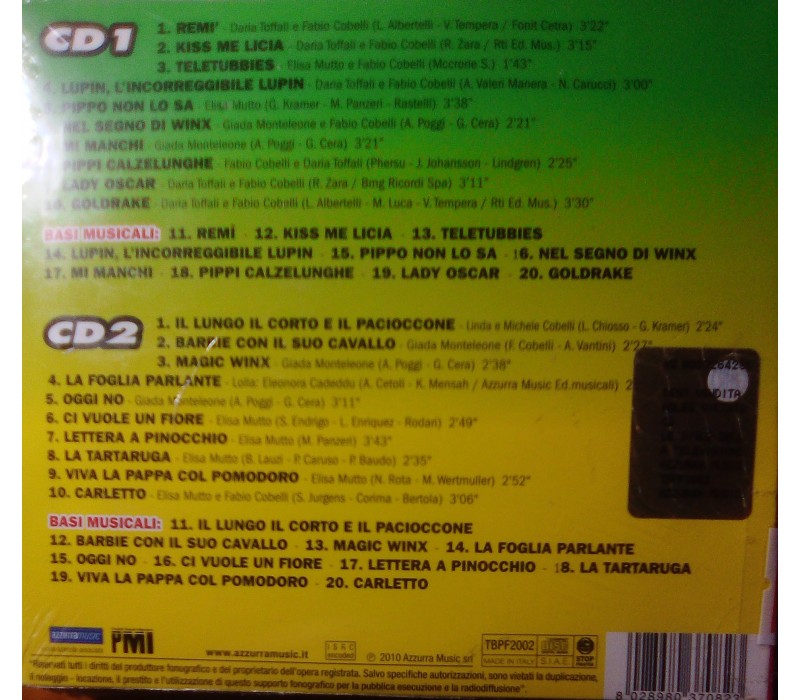 CD1
1. REMI' - Daria Toffali e Fabio Cobelli (L. Albertelli - V. Tempera / Fonit Cetra) 3'22"
2. KISS ME LICIA - Daria Toffali e Fabio Cobelli (R. Zara / Rti Ed. Mus.) 3'15"
3. TELETUBBIES - Elisa Mutto e Fabio Cobelli (Mccrorie S.) 1'43"
4. LUPIN, L'INCORREGGIBILE LUPIN - Daria Toffali e Fabio Cobelli (A. Valeri Manera - N. Carucci) 3'00"
PIPPO NON LO SA - Elisa Mutto (G. Kramer - M. Panzeri - Rastelli) 3'38"
NEL SEGNO DI WINX - Giada Monteleone e Fabio Cobelli (A. Poggi - G. Cera) 2'21"
MI MANCHI - Giada Monteleone (A. Poggi - G. Cera) 3'21"
PIPPI CALZELUNGHE - Fabio Cobelli e Daria Toffali (Phersu - J. Johansson - Lindgren) 2'25"
LADY OSCAR - Daria Toffali e Fabio Cobelli (R. Zara / Bmg Ricordi Spa) 3'11"
10. GOLDRAKE - Daria Toffali e Fabio Cobelli (L. Albertelli - M. Luca - V. Tempera / Rti Ed. Mus.) 3'30"
BASI MUSICALI: 11. REMÌ - 12. KISS ME LICIA - 13. TELETUBBIES
14. LUPIN, L'INCORREGGIBILE LUPIN - 15. PIPPO NON LO SA - 16. NEL SEGNO DI WINX
17. MI MANCHI - 18. PIPPI CALZELUNGHE - 19. LADY OSCAR - 20. GOLDRAKE
CD2
1. IL LUNGO IL CORTO E IL PACIOCCONE - Linda e Michele Cobelli (L. Chiosso - G. Kramer) 2'24"
2. BARBIE CON IL SUO CAVALLO - Giada Monteleone (F. Cobelli - A. Vantini) 2'27"
3. MAGIC WINX - Giada Monteleone (A. Poggi - G. Cera) 2'38"
4. LA FOGLIA PARLANTE - Lolla: Eleonora Cadeddu (A. Cetoli - K. Mensah / Azzurra Music Ed.musicali)
5. OGGI NO - Giada Monteleone (A. Poggi - G. Cera) 3'11"
6. CI VUOLE UN FIORE - Elisa Mutto (S. Endrigo - L. Enriquez - Rodari) 2'49"
7. LETTERA A PINOCCHIO - Elisa Mutto (M. Panzeri) 3'43"
8. LA TARTARUGA - Elisa Mutto (B. Lauzi - P. Caruso - P. Baudo) 2'35"
9. VIVA LA PAPPA COL POMODORO - Elisa Mutto (N. Rota - M. Wertmuller) 2'52"
10. CARLETTO - Elisa Mutto e Fabio Cobelli (S. Jurgens - Corima - Bertola) 3'06"
BASI MUSICALI: 11. IL LUNGO IL CORTO E IL PACIOCCONE
12. BARBIE CON IL SUO CAVALLO - 13. MAGIC WINX - 14. LA FOGLIA PARLANTE
15. OGGI NO - 16. CI VUOLE UN FIORE - 17. LETTERA A PINOCCHIO - 18. LA TARTARUGA
19. VIVA LA PAPPA COL POMODORO - 20. CARLETTO
azzurramusic
PMI
www.azzurramusic.it
ISRC
encoded
℗ 2010 Azzurra Music srl
TBPF2002
MADE IN ITALY
S.I.A.E.
STOP
*Riservati tutti i diritti del produttore fonografico e del proprietario dell'opera registrata. Salvo specifiche autorizzazioni, sono vietati la duplicazione,
il noleggio - locazione, il prestito e l'utilizzazione di questo supporto fonografico per la pubblica esecuzione e la radiodiffusione".